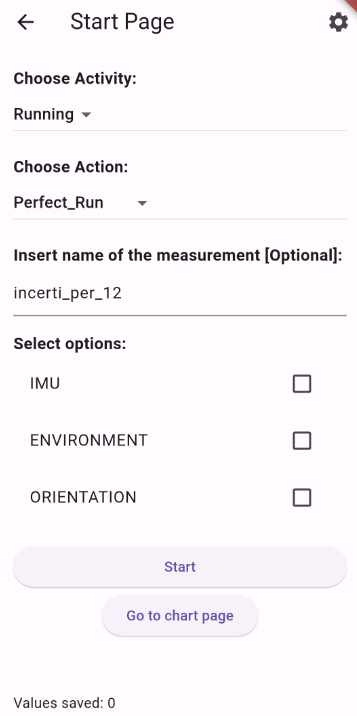 Start Page
Choose Activity:
Running
Choose Action:
Perfect_Run
Insert name of the measurement [Optional]:
incerti_per_12
Select options:
IMU
ENVIRONMENT
ORIENTATION
Start
Go to chart page
Values saved: 0